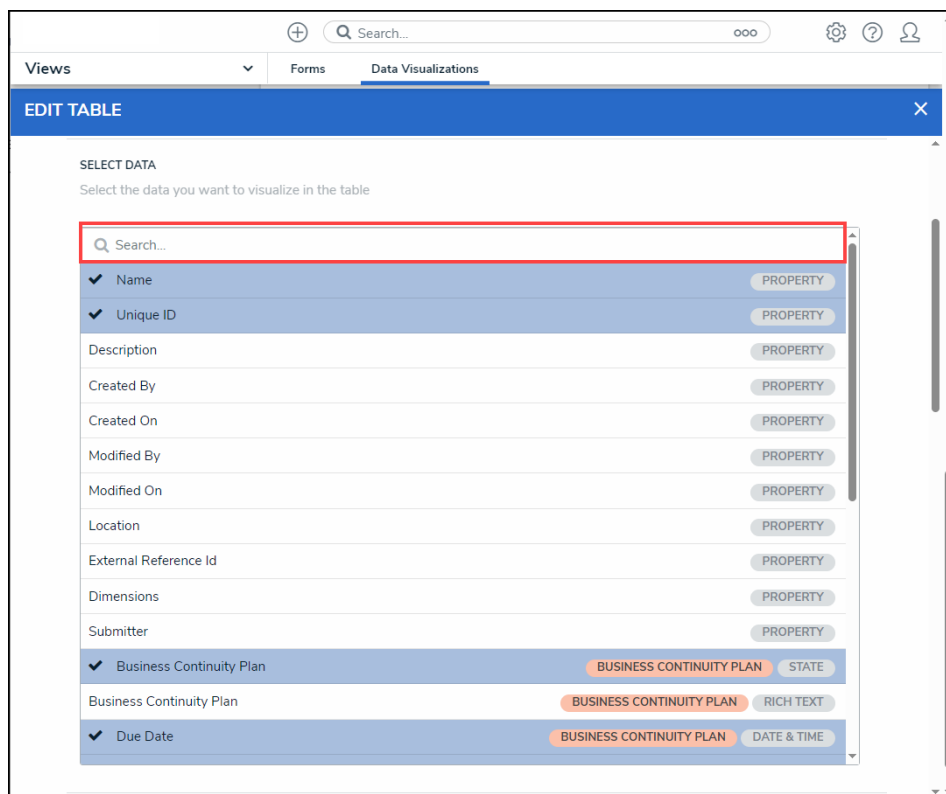 Search...
Views Forms Data Visualizations
EDIT TABLE
SELECT DATA
Select the data you want to visualize in the table
Search...
Name PROPERTY
Unique ID PROPERTY
Description PROPERTY
Created By PROPERTY
Created On PROPERTY
Modified By PROPERTY
Modified On PROPERTY
Location PROPERTY
External Reference Id PROPERTY
Dimensions PROPERTY
Submitter PROPERTY
Business Continuity Plan BUSINESS CONTINUITY PLAN STATE
Business Continuity Plan BUSINESS CONTINUITY PLAN RICH TEXT
Due Date BUSINESS CONTINUITY PLAN DATE & TIME